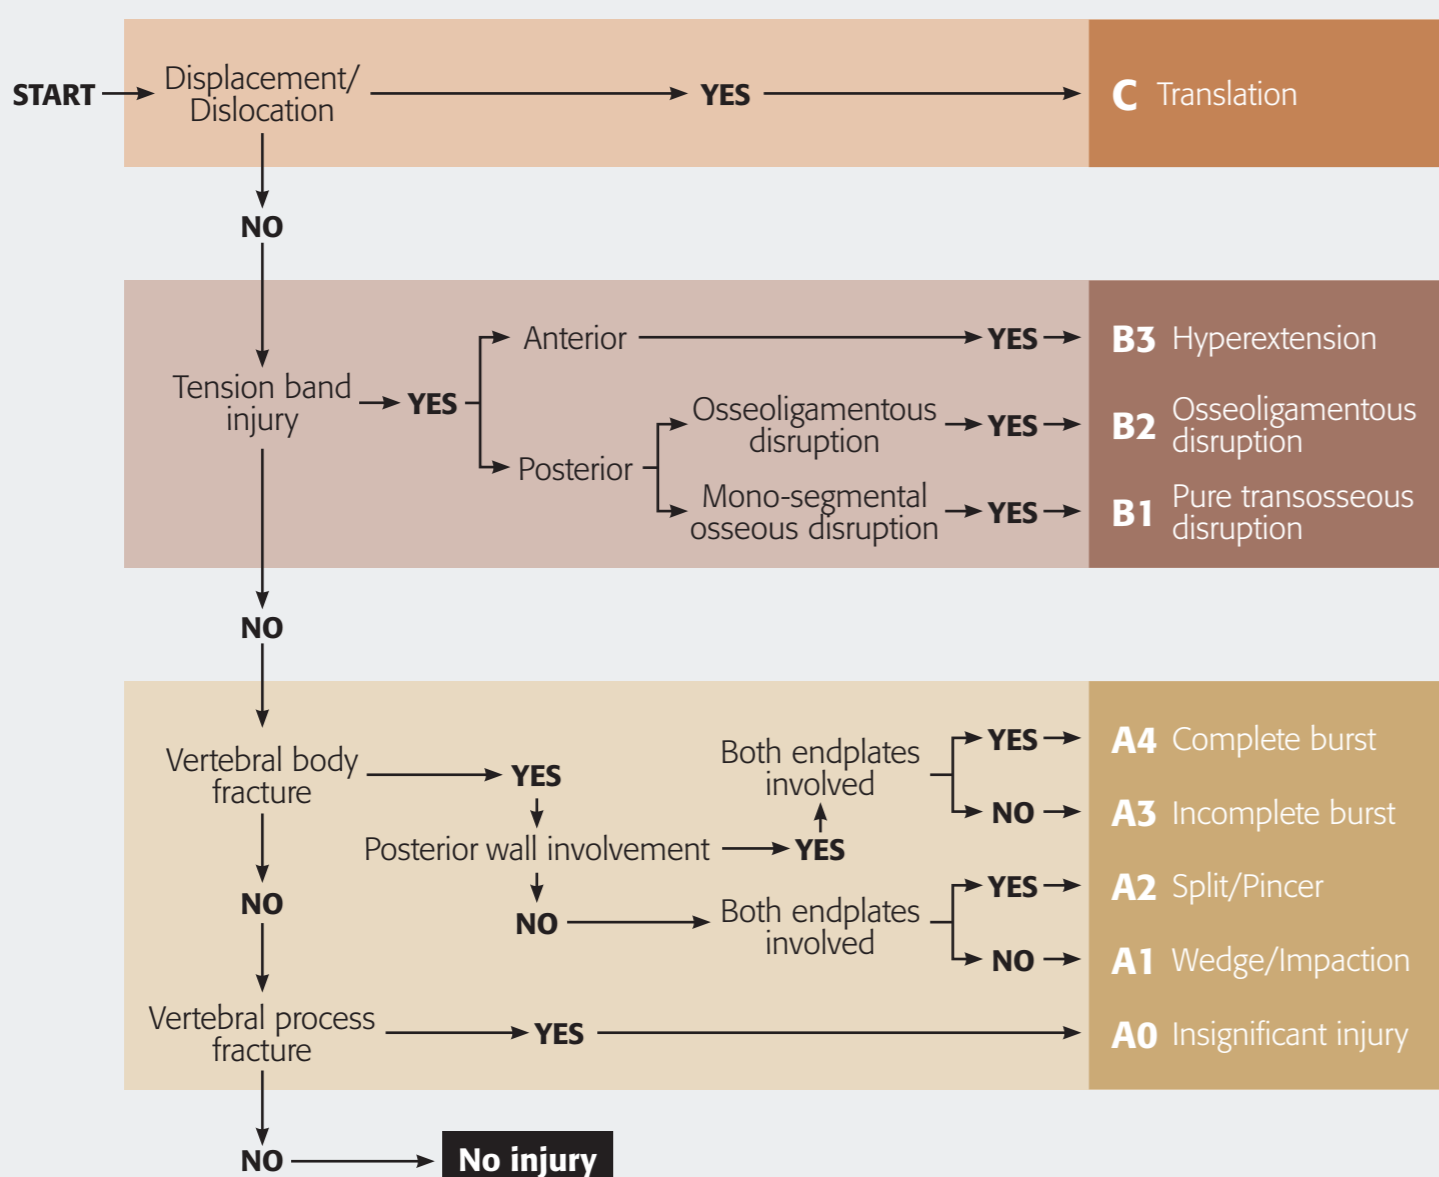 START
Displacement/
Dislocation
YES
C Translation
NO
Tension band
injury
YES
Anterior
YES
B3 Hyperextension
Posterior
Osseoligamentous
disruption
YES
B2 Osseoligamentous
disruption
Mono-segmental
osseous disruption
YES
B1 Pure transosseous
disruption
NO
Vertebral body
fracture
YES
Posterior wall involvement
YES
Both endplates
involved
YES
A4 Complete burst
NO
A3 Incomplete burst
NO
Both endplates
involved
YES
A2 Split/Pincer
NO
A1 Wedge/Impaction
NO
Vertebral process
fracture
YES
A0 Insignificant injury
NO
No injury